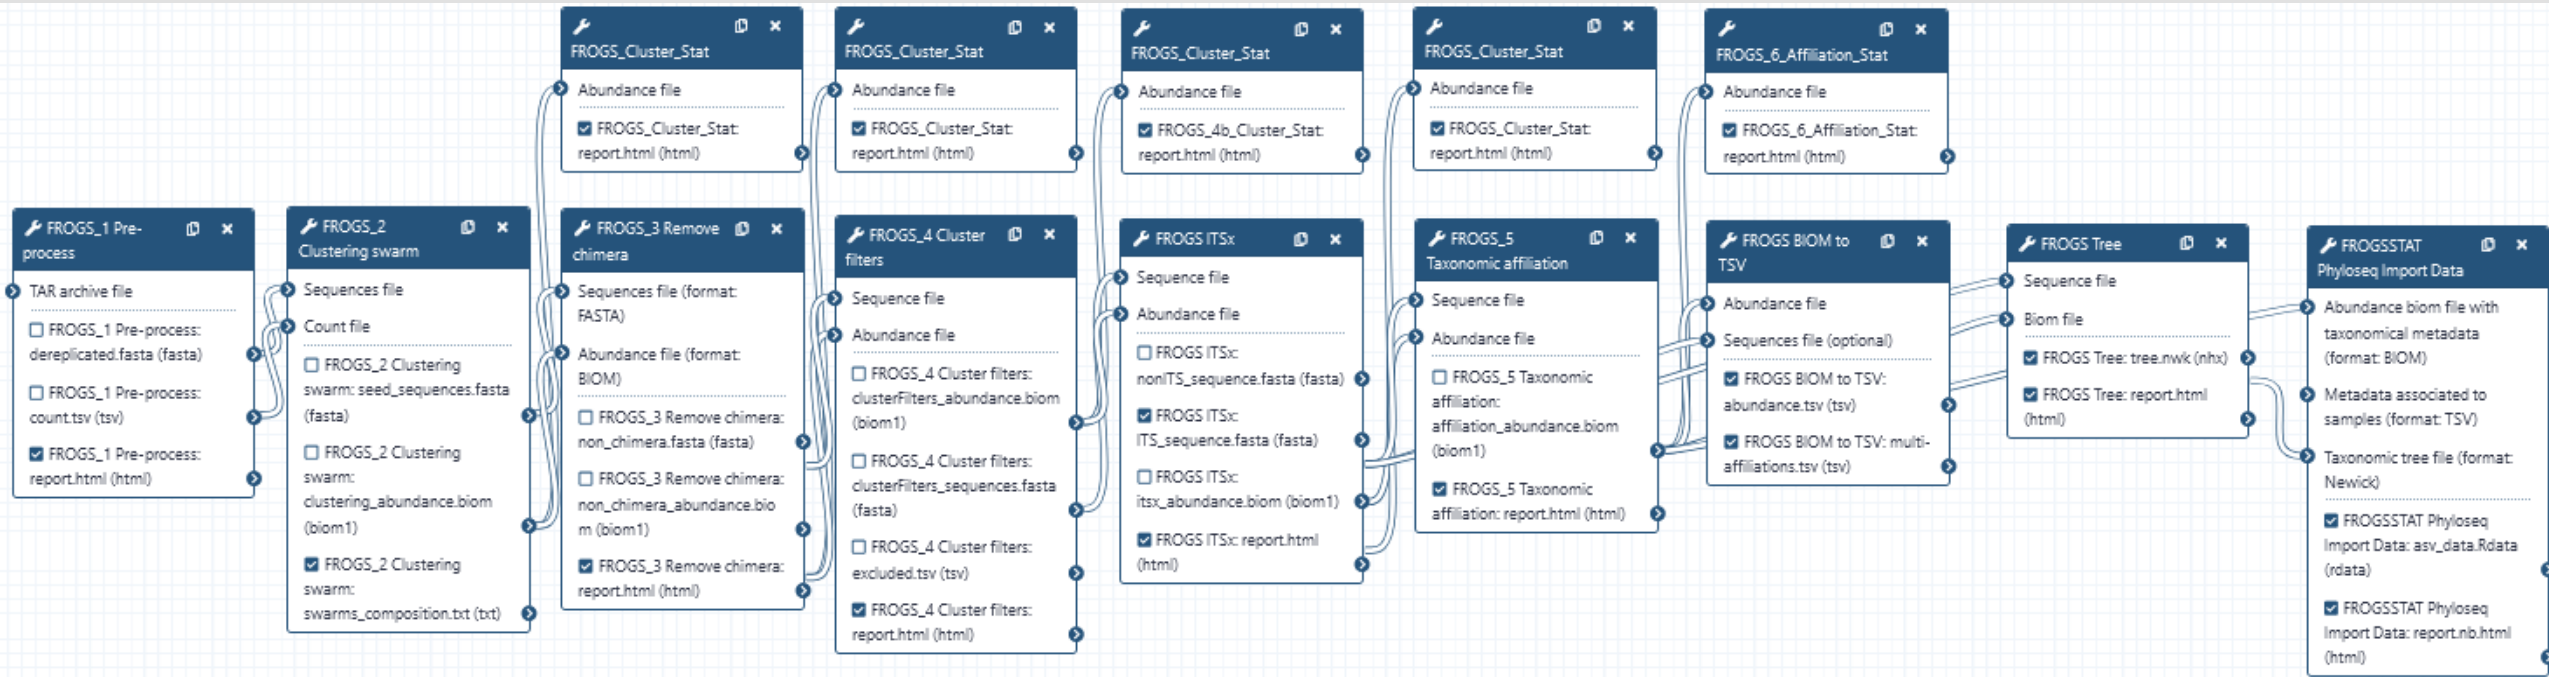 FROGS_Cluster_Stat
Abundance file
FROGS_Cluster_Stat:
report.html (html)
FROGS_Cluster_Stat
Abundance file
FROGS_Cluster_Stat:
report.html (html)
FROGS_Cluster_Stat
Abundance file
FROGS_4b_Cluster_Stat:
report.html (html)
FROGS_Cluster_Stat
Abundance file
FROGS_Cluster_Stat:
report.html (html)
FROGS_6_Affiliation_Stat
Abundance file
FROGS_6_Affiliation_Stat:
report.html (html)
FROGS_1 Pre-
process
TAR archive file
FROGS_1 Pre-process:
dereplicated.fasta (fasta)
FROGS_1 Pre-process:
count.tsv (tsv)
FROGS_1 Pre-process:
report.html (html)
FROGS_2
Clustering swarm
Sequences file
Count file
FROGS_2 Clustering
swarm: seed_sequences.fasta
(fasta)
FROGS_2 Clustering
swarm:
clustering_abundance.biom
(biom1)
FROGS_2 Clustering
swarm:
swarms_composition.txt (txt)
FROGS_3 Remove
chimera
Sequences file (format:
FASTA)
Abundance file (format:
BIOM)
FROGS_3 Remove chimera:
non_chimera.fasta (fasta)
FROGS_3 Remove chimera:
non_chimera_abundance.bio
m (biom1)
FROGS_3 Remove chimera:
report.html (html)
FROGS_4 Cluster
filters
Sequence file
Abundance file
FROGS_4 Cluster filters:
clusterFilters_abundance.biom
(biom1)
FROGS_4 Cluster filters:
clusterFilters_sequences.fasta
(fasta)
FROGS_4 Cluster filters:
excluded.tsv (tsv)
FROGS_4 Cluster filters:
report.html (html)
FROGS ITSx
Sequence file
Abundance file
FROGS ITSx:
nonITS_sequence.fasta (fasta)
FROGS ITSx:
ITS_sequence.fasta (fasta)
FROGS ITSx:
itsx_abundance.biom (biom1)
FROGS ITSx: report.html
(html)
FROGS_5
Taxonomic affiliation
Sequence file
Abundance file
FROGS_5 Taxonomic
affiliation:
affiliation_abundance.biom
(biom1)
FROGS_5 Taxonomic
affiliation: report.html (html)
FROGS BIOM to
TSV
Abundance file
Sequences file (optional)
FROGS BIOM to TSV:
abundance.tsv (tsv)
FROGS BIOM to TSV: multi-
affiliations.tsv (tsv)
FROGS Tree
Sequence file
Biom file
FROGS Tree: tree.nwk (nhx)
FROGS Tree: report.html
(html)
FROGSSTAT
Phyloseq Import Data
Abundance biom file with
taxonomical metadata
(format: BIOM)
Metadata associated to
samples (format: TSV)
Taxonomic tree file (format:
Newick)
FROGSSTAT Phyloseq
Import Data: asv_data.Rdata
(rdata)
FROGSSTAT Phyloseq
Import Data: report.nb.html
(html)